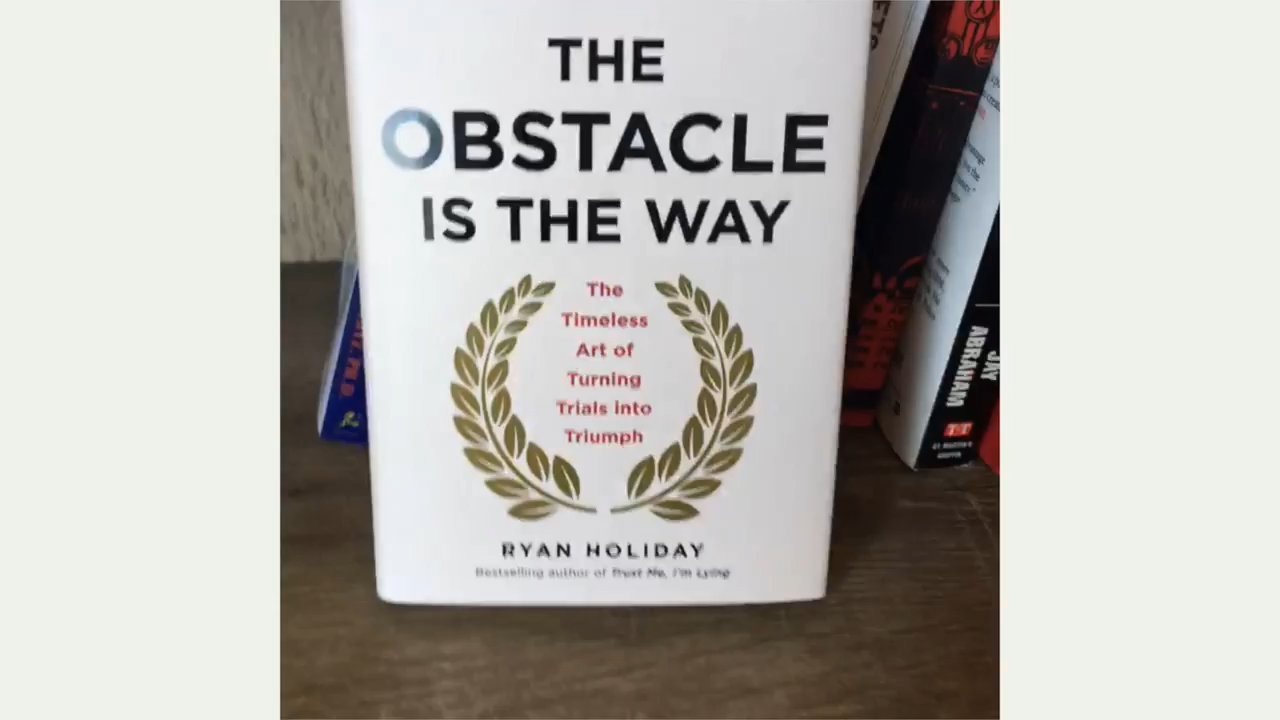 THE
OBSTACLE
IS THE WAY
The
Timeless
Art of
Turning
Trials into
Triumph
RYAN HOLIDAY
Bestselling author of Trust Me, I'm Lying
JAY
ABRAHAM